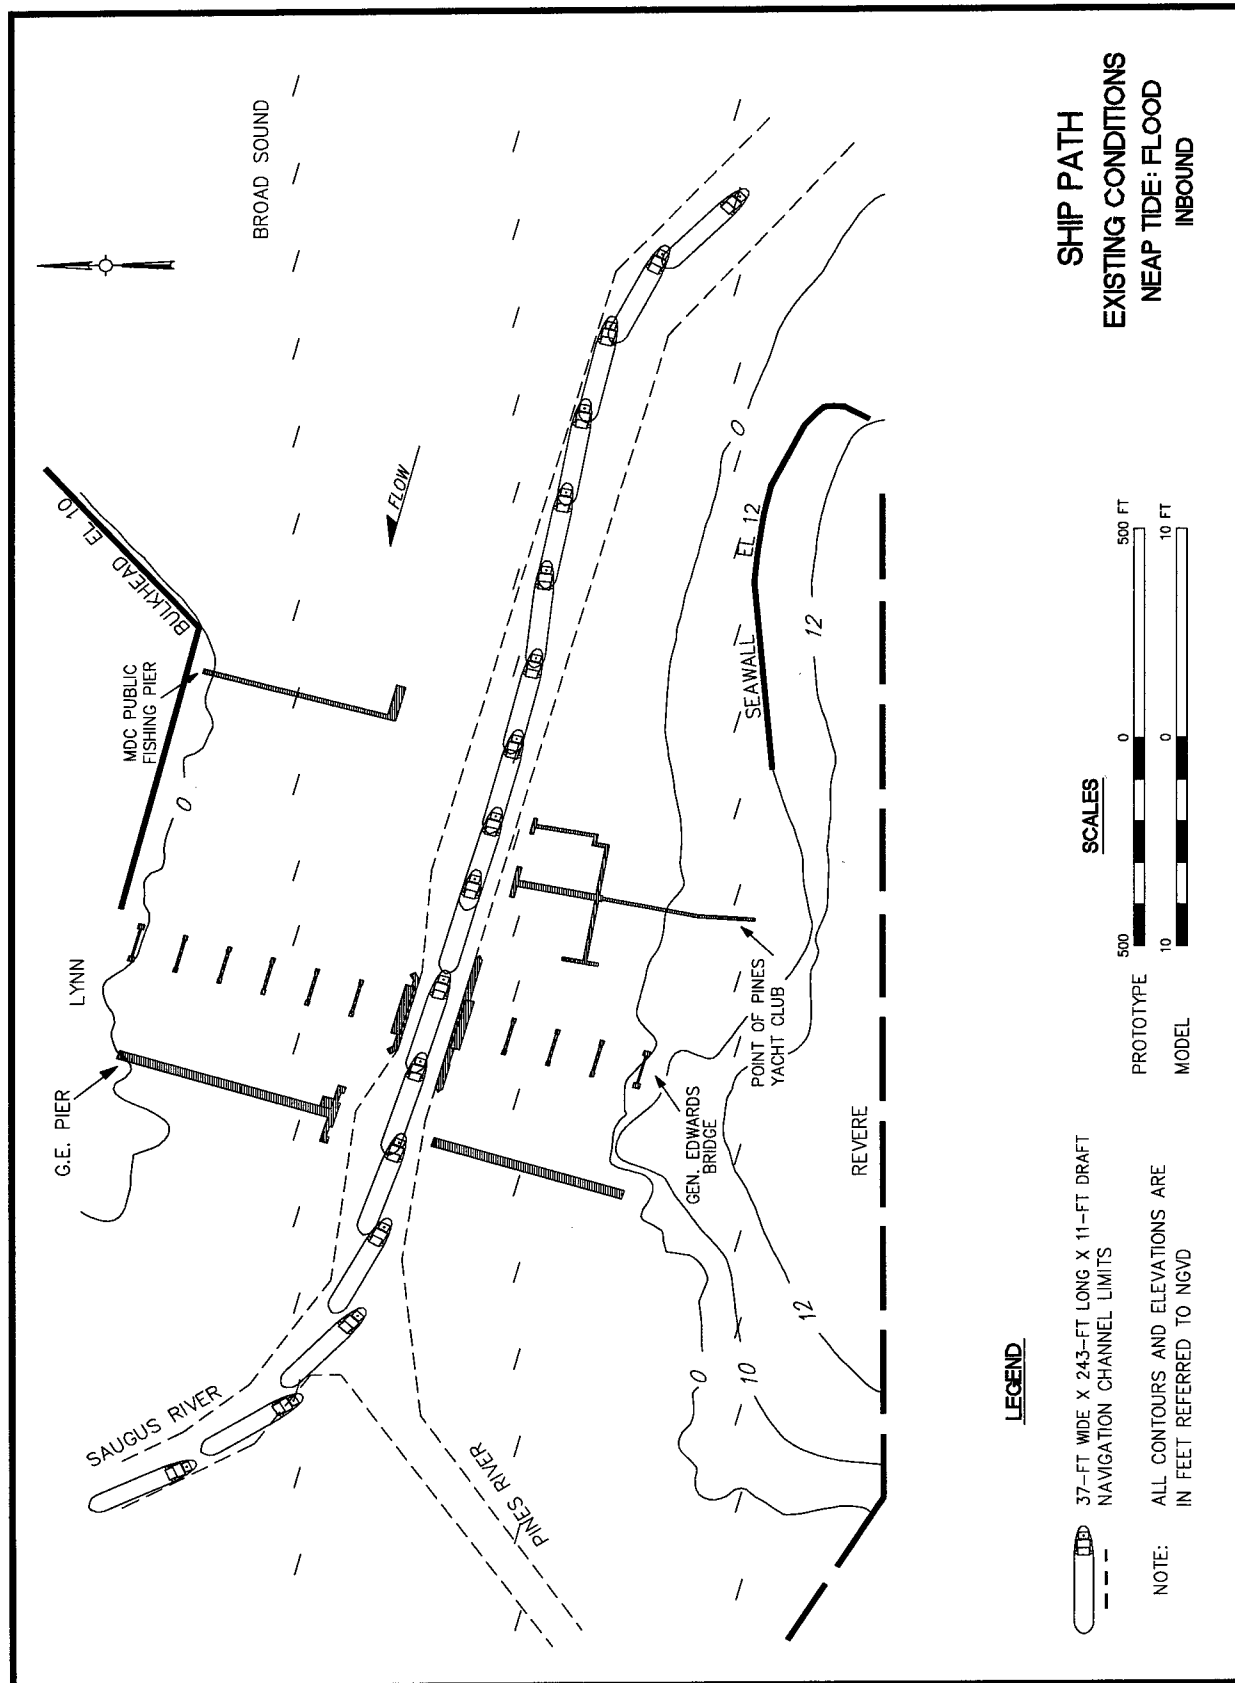 SHIP PATH
EXISTING CONDITIONS
NEAP TIDE: FLOOD
INBOUND
BROAD SOUND
BULKHEAD EL 10
MDC PUBLIC
FISHING PIER
FLOW
LYNN
G.E. PIER
0
SAUGUS RIVER
PINES RIVER
0
SEAWALL EL 12
12
POINT OF PINES
YACHT CLUB
GEN. EDWARDS
BRIDGE
REVERE
0
10
12
LEGEND
37-FT WIDE X 243-FT LONG X 11-FT DRAFT
NAVIGATION CHANNEL LIMITS
NOTE: ALL CONTOURS AND ELEVATIONS ARE
IN FEET REFERRED TO NGVD
SCALES
PROTOTYPE 500 0 500 FT
MODEL 10 0 10 FT